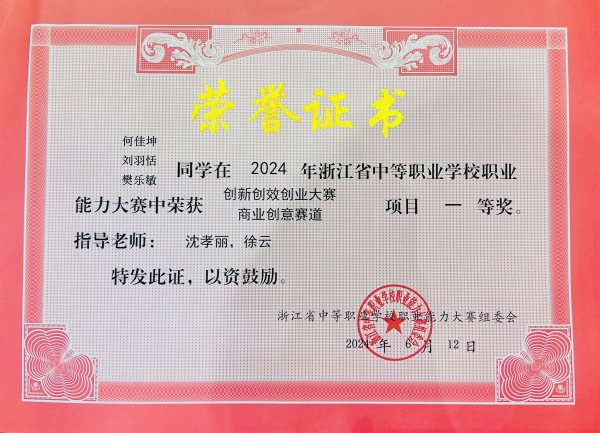 荣誉证书
何佳坤
刘羽恬
樊乐敏
同学在 2024 年浙江省中等职业学校职业
能力大赛中荣获 创新创效创业大赛 商业创意赛道 项目 一 等奖。
指导老师: 沈孝丽,徐云
特发此证,以资鼓励。
浙江省中等职业学校职业能力大赛组委会
2024 年 6 月 12 日